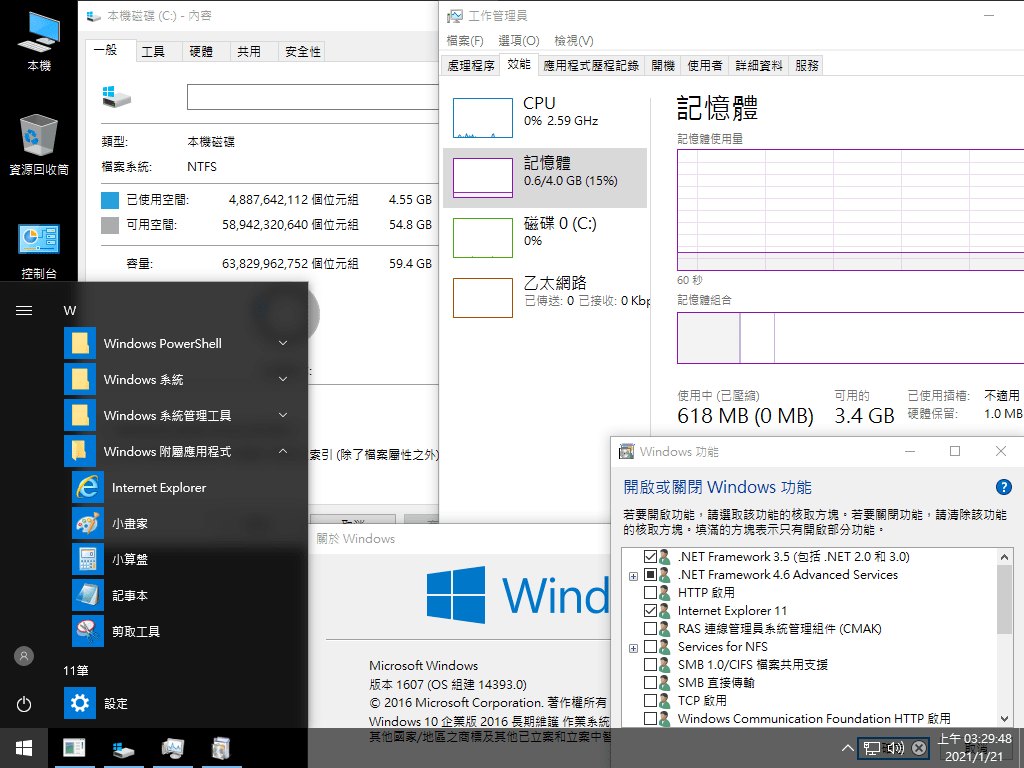 本機
資源回收筒
控制台
本機磁碟 (C:) - 內容
一般 工具 硬體 共用 安全性
類型: 本機磁碟
檔案系統: NTFS
已使用空間: 4,887,642,112 個位元組 4.55 GB
可用空間: 58,942,320,640 個位元組 54.8 GB
容量: 63,829,962,752 個位元組 59.4 GB
索引 (除了檔案屬性之外)
工作管理員
檔案(F) 選項(O) 檢視(V)
處理程序 效能 應用程式歷程記錄 開機 使用者 詳細資料 服務
CPU
0% 2.59 GHz
記憶體
0.6/4.0 GB (15%)
磁碟 0 (C:)
0%
乙太網路
已傳送: 0 已接收: 0 Kbp
記憶體
記憶體使用量
60 秒
記憶體組合
使用中 (已壓縮)
618 MB (0 MB)
可用的
3.4 GB
已使用插槽: 不適用
硬體保留: 1.0 MB
W
Windows PowerShell
Windows 系統
Windows 系統管理工具
Windows 附屬應用程式
Internet Explorer
小畫家
小算盤
記事本
剪取工具
11筆
設定
關於 Windows
Wind
Microsoft Windows
版本 1607 (OS 組建 14393.0)
© 2016 Microsoft Corporation. 著作權所有
Windows 10 企業版 2016 長期維護 作業系統
其他國家/地區之商標及其他已立案和立案中智
Windows 功能
開啟或關閉 Windows 功能
若要開啟功能，請選取該功能的核取方塊。若要關閉功能，請清除該功能
的核取方塊。填滿的方塊表示只有開啟部分功能。
.NET Framework 3.5 (包括 .NET 2.0 和 3.0)
.NET Framework 4.6 Advanced Services
HTTP 啟用
Internet Explorer 11
RAS 連線管理員系統管理組件 (CMAK)
Services for NFS
SMB 1.0/CIFS 檔案共用支援
SMB 直接傳輸
TCP 啟用
Windows Communication Foundation HTTP 啟用
上午 03:29:48
2021/1/21